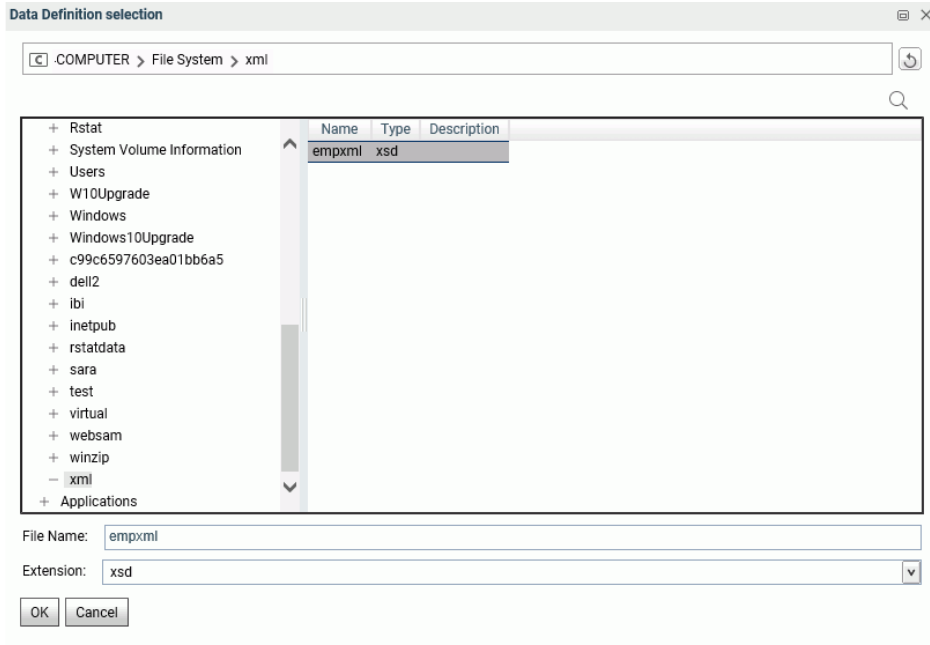 Data Definition selection
C .COMPUTER > File System > xml
+ Rstat
Name Type Description
+ System Volume Information
empxml xsd
+ Users
+ W10Upgrade
+ Windows
+ Windows10Upgrade
+ c99c6597603ea01bb6a5
+ dell2
+ ibi
+ inetpub
+ rstatdata
+ sara
+ test
+ virtual
+ websam
+ winzip
− xml
+ Applications
File Name: empxml
Extension: xsd
OK Cancel